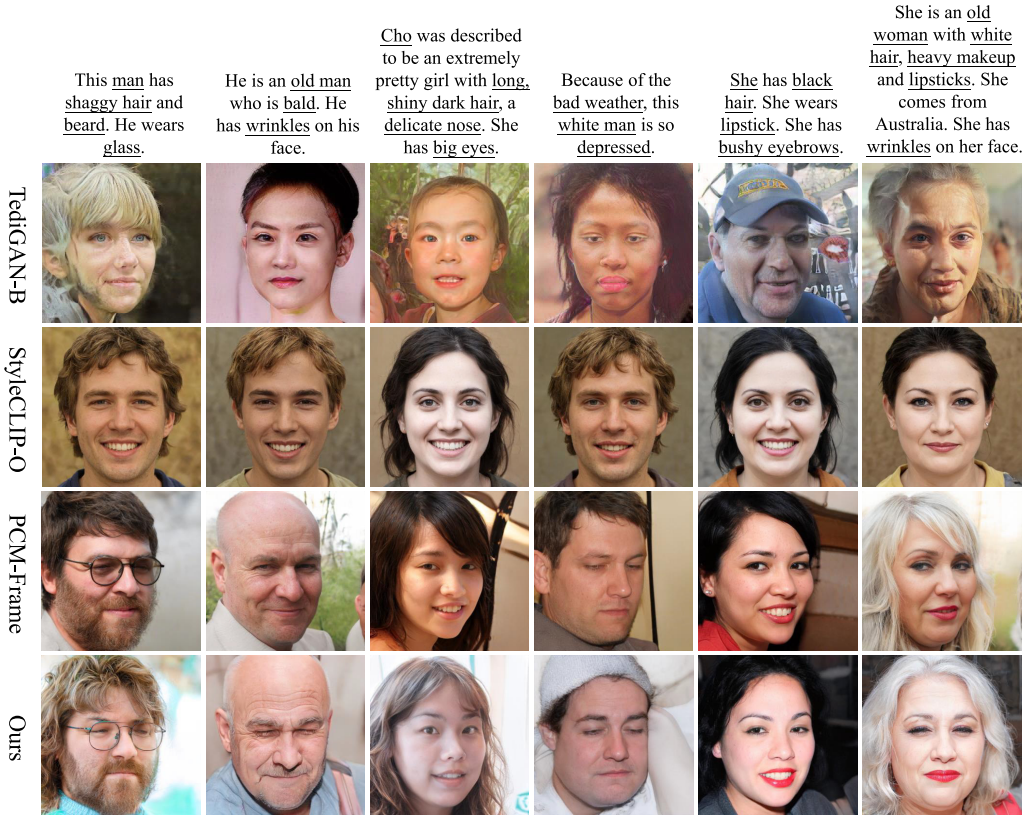 This man has
shaggy hair and
beard. He wears
glass.
He is an old man
who is bald. He
has wrinkles on his
face.
Cho was described
to be an extremely
pretty girl with long,
shiny dark hair, a
delicate nose. She
has big eyes.
Because of the
bad weather, this
white man is so
depressed.
She has black
hair. She wears
lipstick. She has
bushy eyebrows.
She is an old
woman with white
hair, heavy makeup
and lipsticks. She
comes from
Australia. She has
wrinkles on her face.
TediGAN-B
StyleCLIP-O
PCM-Frame
Ours